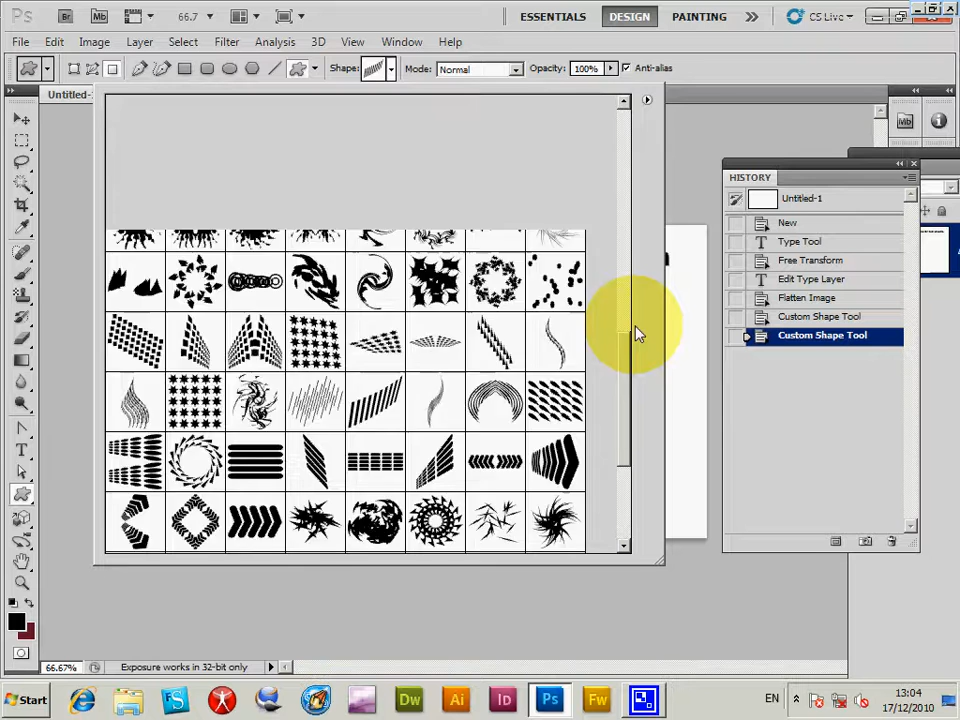 Ps Br Mb 66.7 ESSENTIALS DESIGN PAINTING CS Live
File Edit Image Layer Select Filter Analysis 3D View Window Help
Shape: Mode: Normal Opacity: 100% Anti-alias
Untitled-
Mb
HISTORY
Untitled-1
New
Type Tool
Free Transform
Edit Type Layer
Flatten Image
Custom Shape Tool
Custom Shape Tool
T
66.67% Exposure works in 32-bit only
Start FS Dw Ai Id Ps Fw EN 13:04
17/12/2010